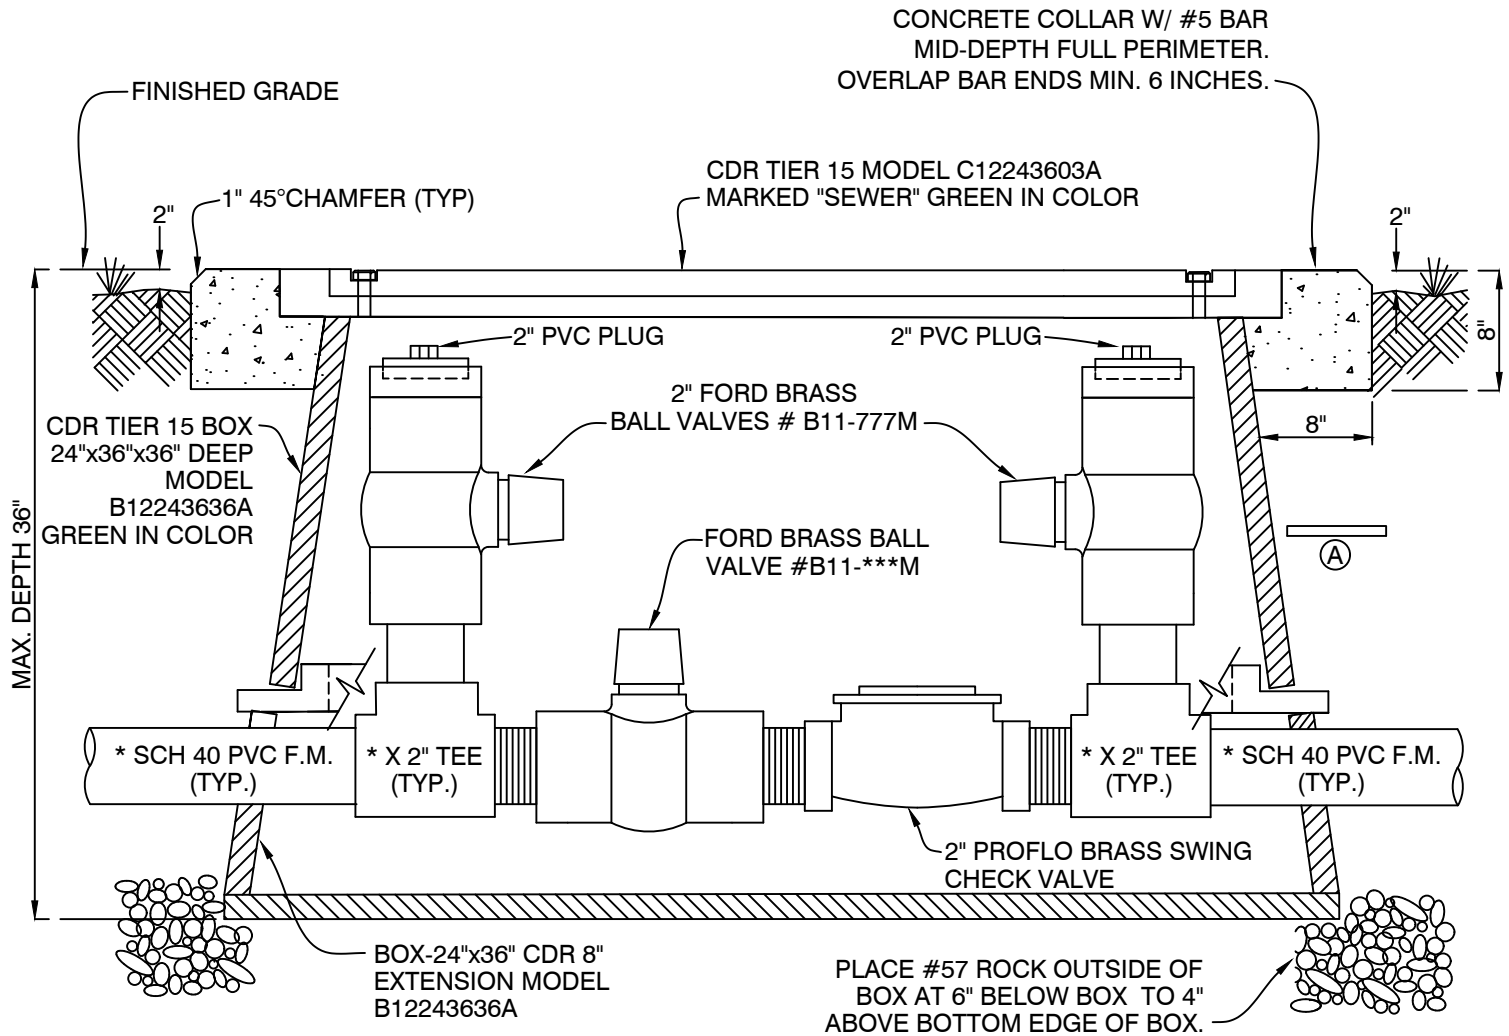 CONCRETE COLLAR W/ #5 BAR
MID-DEPTH FULL PERIMETER.
OVERLAP BAR ENDS MIN. 6 INCHES.
FINISHED GRADE
CDR TIER 15 MODEL C12243603A
MARKED "SEWER" GREEN IN COLOR
1" 45°CHAMFER (TYP)
2"
2"
8"
8"
2" PVC PLUG
2" PVC PLUG
2" FORD BRASS
BALL VALVES # B11-777M
CDR TIER 15 BOX
24"x36"x36" DEEP
MODEL
B12243636A
GREEN IN COLOR
MAX. DEPTH 36"
FORD BRASS BALL
VALVE #B11-***M
A
* SCH 40 PVC F.M.
(TYP.)
* X 2" TEE
(TYP.)
* X 2" TEE
(TYP.)
* SCH 40 PVC F.M.
(TYP.)
2" PROFLO BRASS SWING
CHECK VALVE
BOX-24"x36" CDR 8"
EXTENSION MODEL
B12243636A
PLACE #57 ROCK OUTSIDE OF
BOX AT 6" BELOW BOX TO 4"
ABOVE BOTTOM EDGE OF BOX.